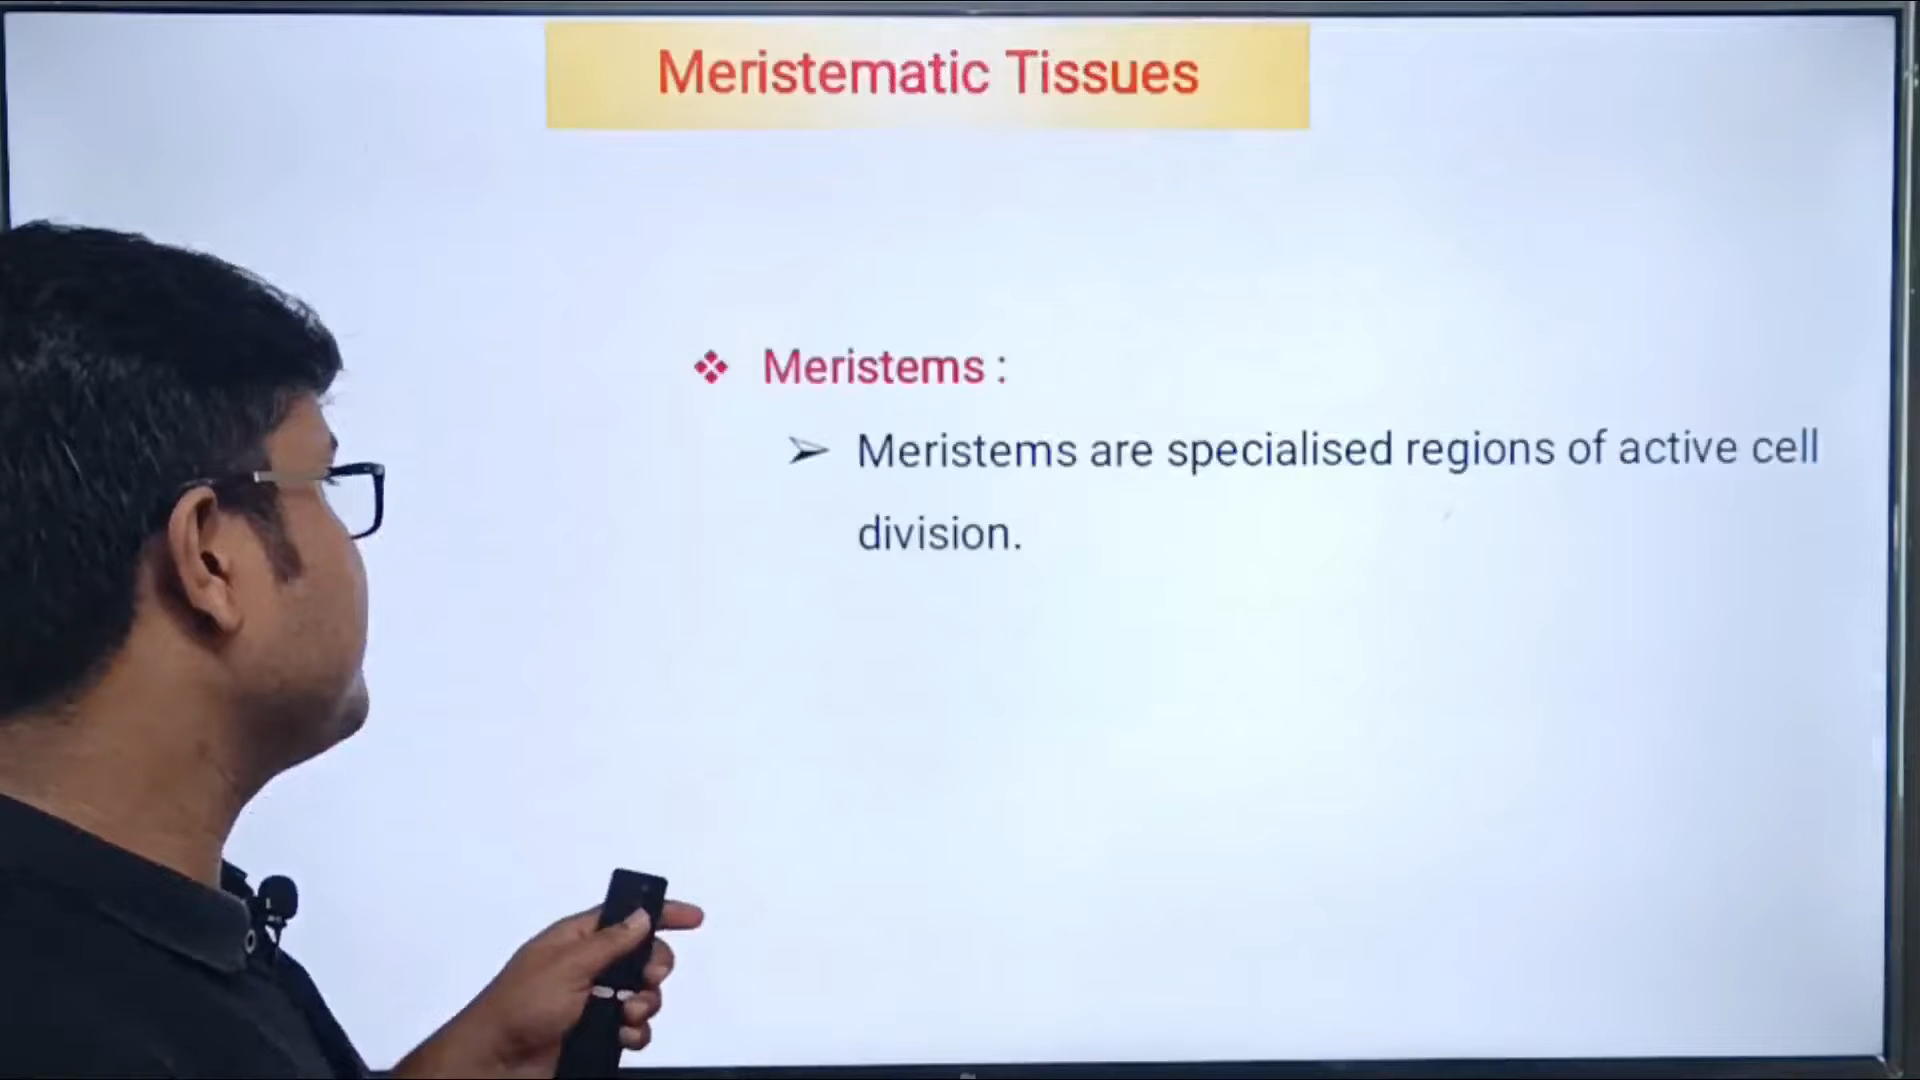 Meristematic Tissues
❖ Meristems :
➢ Meristems are specialised regions of active cell
division.